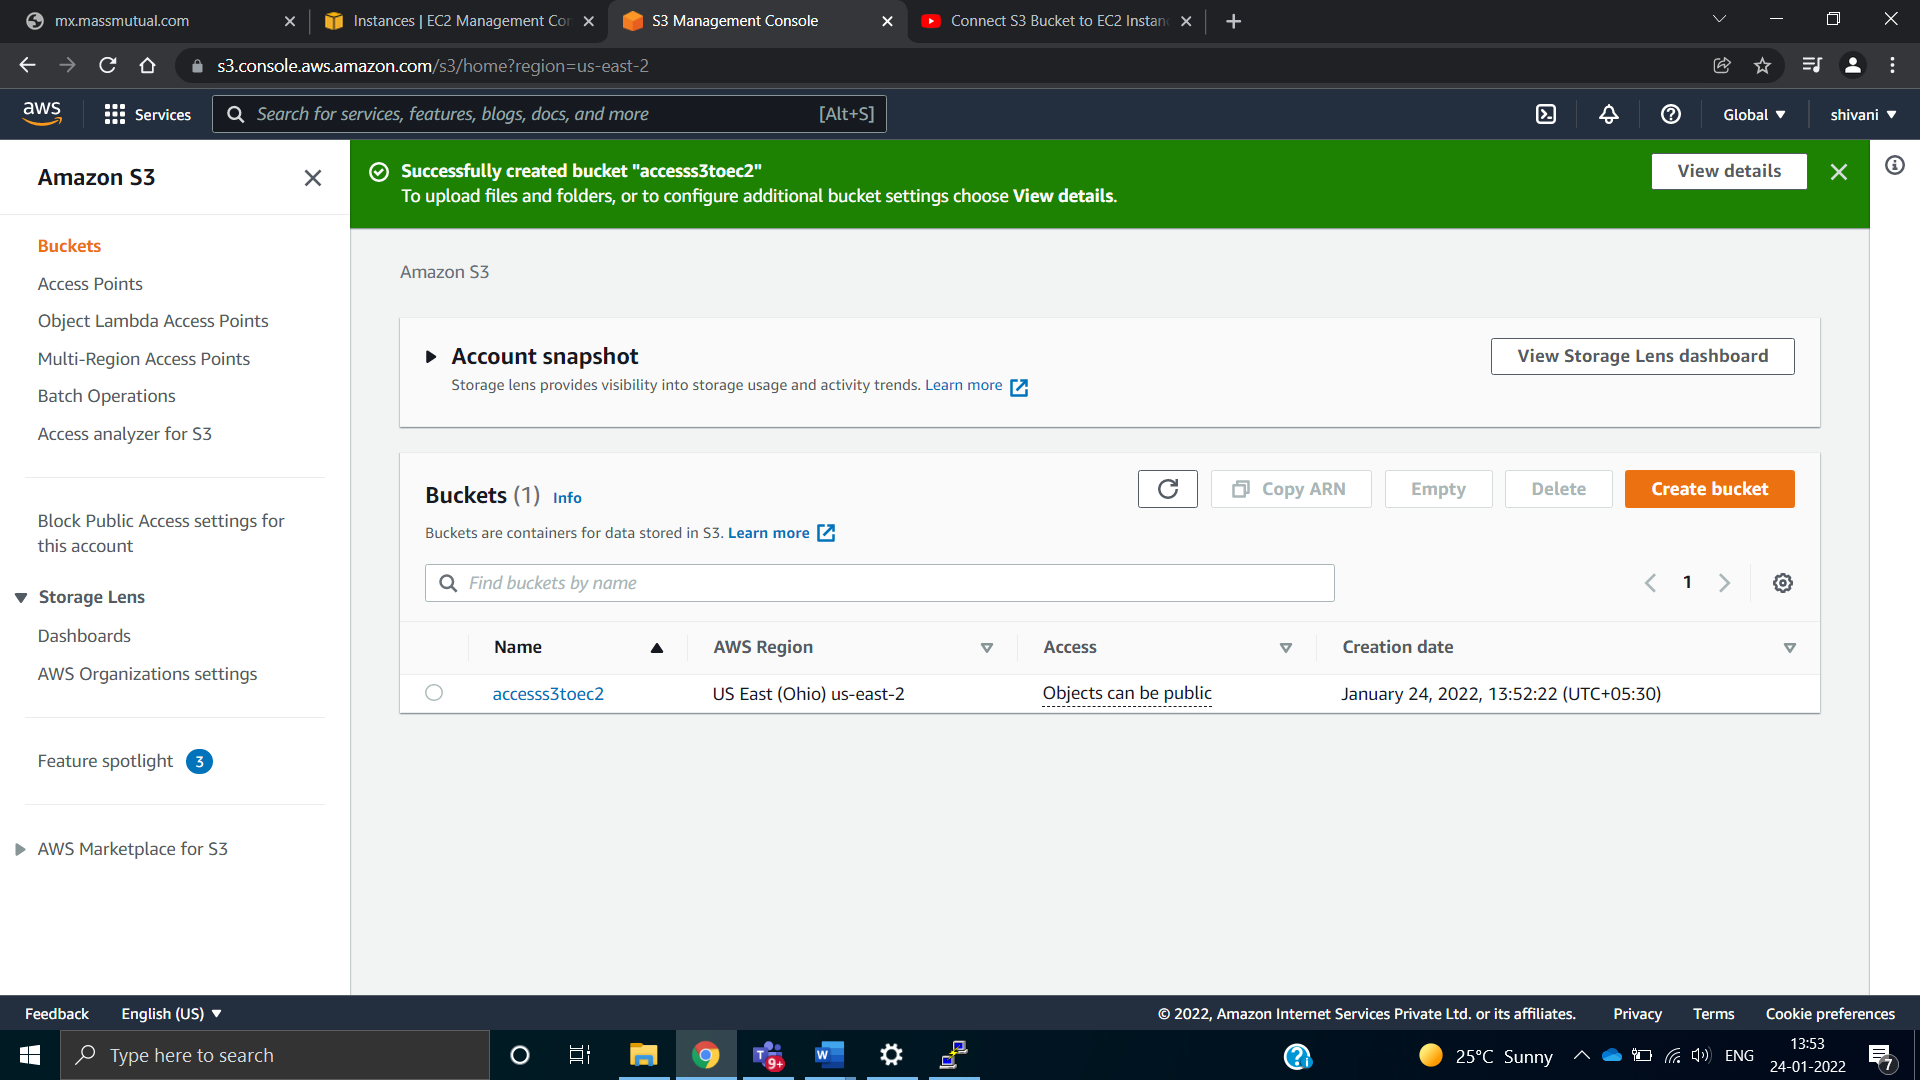 mx.massmutual.com
Instances | EC2 Management Con
S3 Management Console
Connect S3 Bucket to EC2 Instanc
s3.console.aws.amazon.com/s3/home?region=us-east-2
aws
Services
Search for services, features, blogs, docs, and more
[Alt+S]
Global
shivani
Amazon S3
Buckets
Access Points
Object Lambda Access Points
Multi-Region Access Points
Batch Operations
Access analyzer for S3
Block Public Access settings for
this account
Storage Lens
Dashboards
AWS Organizations settings
Feature spotlight 3
AWS Marketplace for S3
Successfully created bucket "accesss3toec2"
To upload files and folders, or to configure additional bucket settings choose View details.
View details
Amazon S3
Account snapshot
Storage lens provides visibility into storage usage and activity trends. Learn more
View Storage Lens dashboard
Buckets (1) Info
Copy ARN
Empty
Delete
Create bucket
Buckets are containers for data stored in S3. Learn more
Find buckets by name
1
Name
AWS Region
Access
Creation date
accesss3toec2
US East (Ohio) us-east-2
Objects can be public
January 24, 2022, 13:52:22 (UTC+05:30)
Feedback
English (US)
© 2022, Amazon Internet Services Private Ltd. or its affiliates.
Privacy
Terms
Cookie preferences
Type here to search
9+
W
25°C Sunny
ENG
13:53
24-01-2022
7